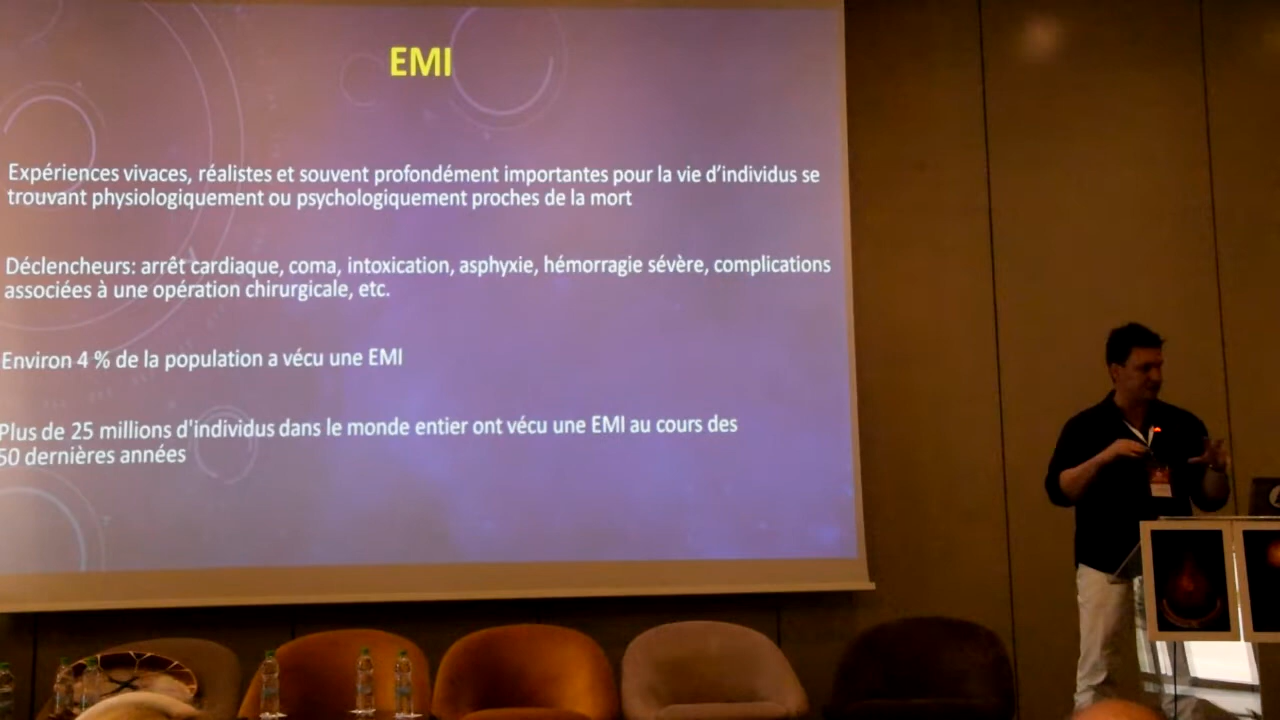 EMI
Expériences vivaces, réalistes et souvent profondément importantes pour la vie d'individus se
trouvant physiologiquement ou psychologiquement proches de la mort
Déclencheurs: arrêt cardiaque, coma, intoxication, asphyxie, hémorragie sévère, complications
associées à une opération chirurgicale, etc.
Environ 4 % de la population a vécu une EMI
Plus de 25 millions d'individus dans le monde entier ont vécu une EMI au cours des
50 dernières années